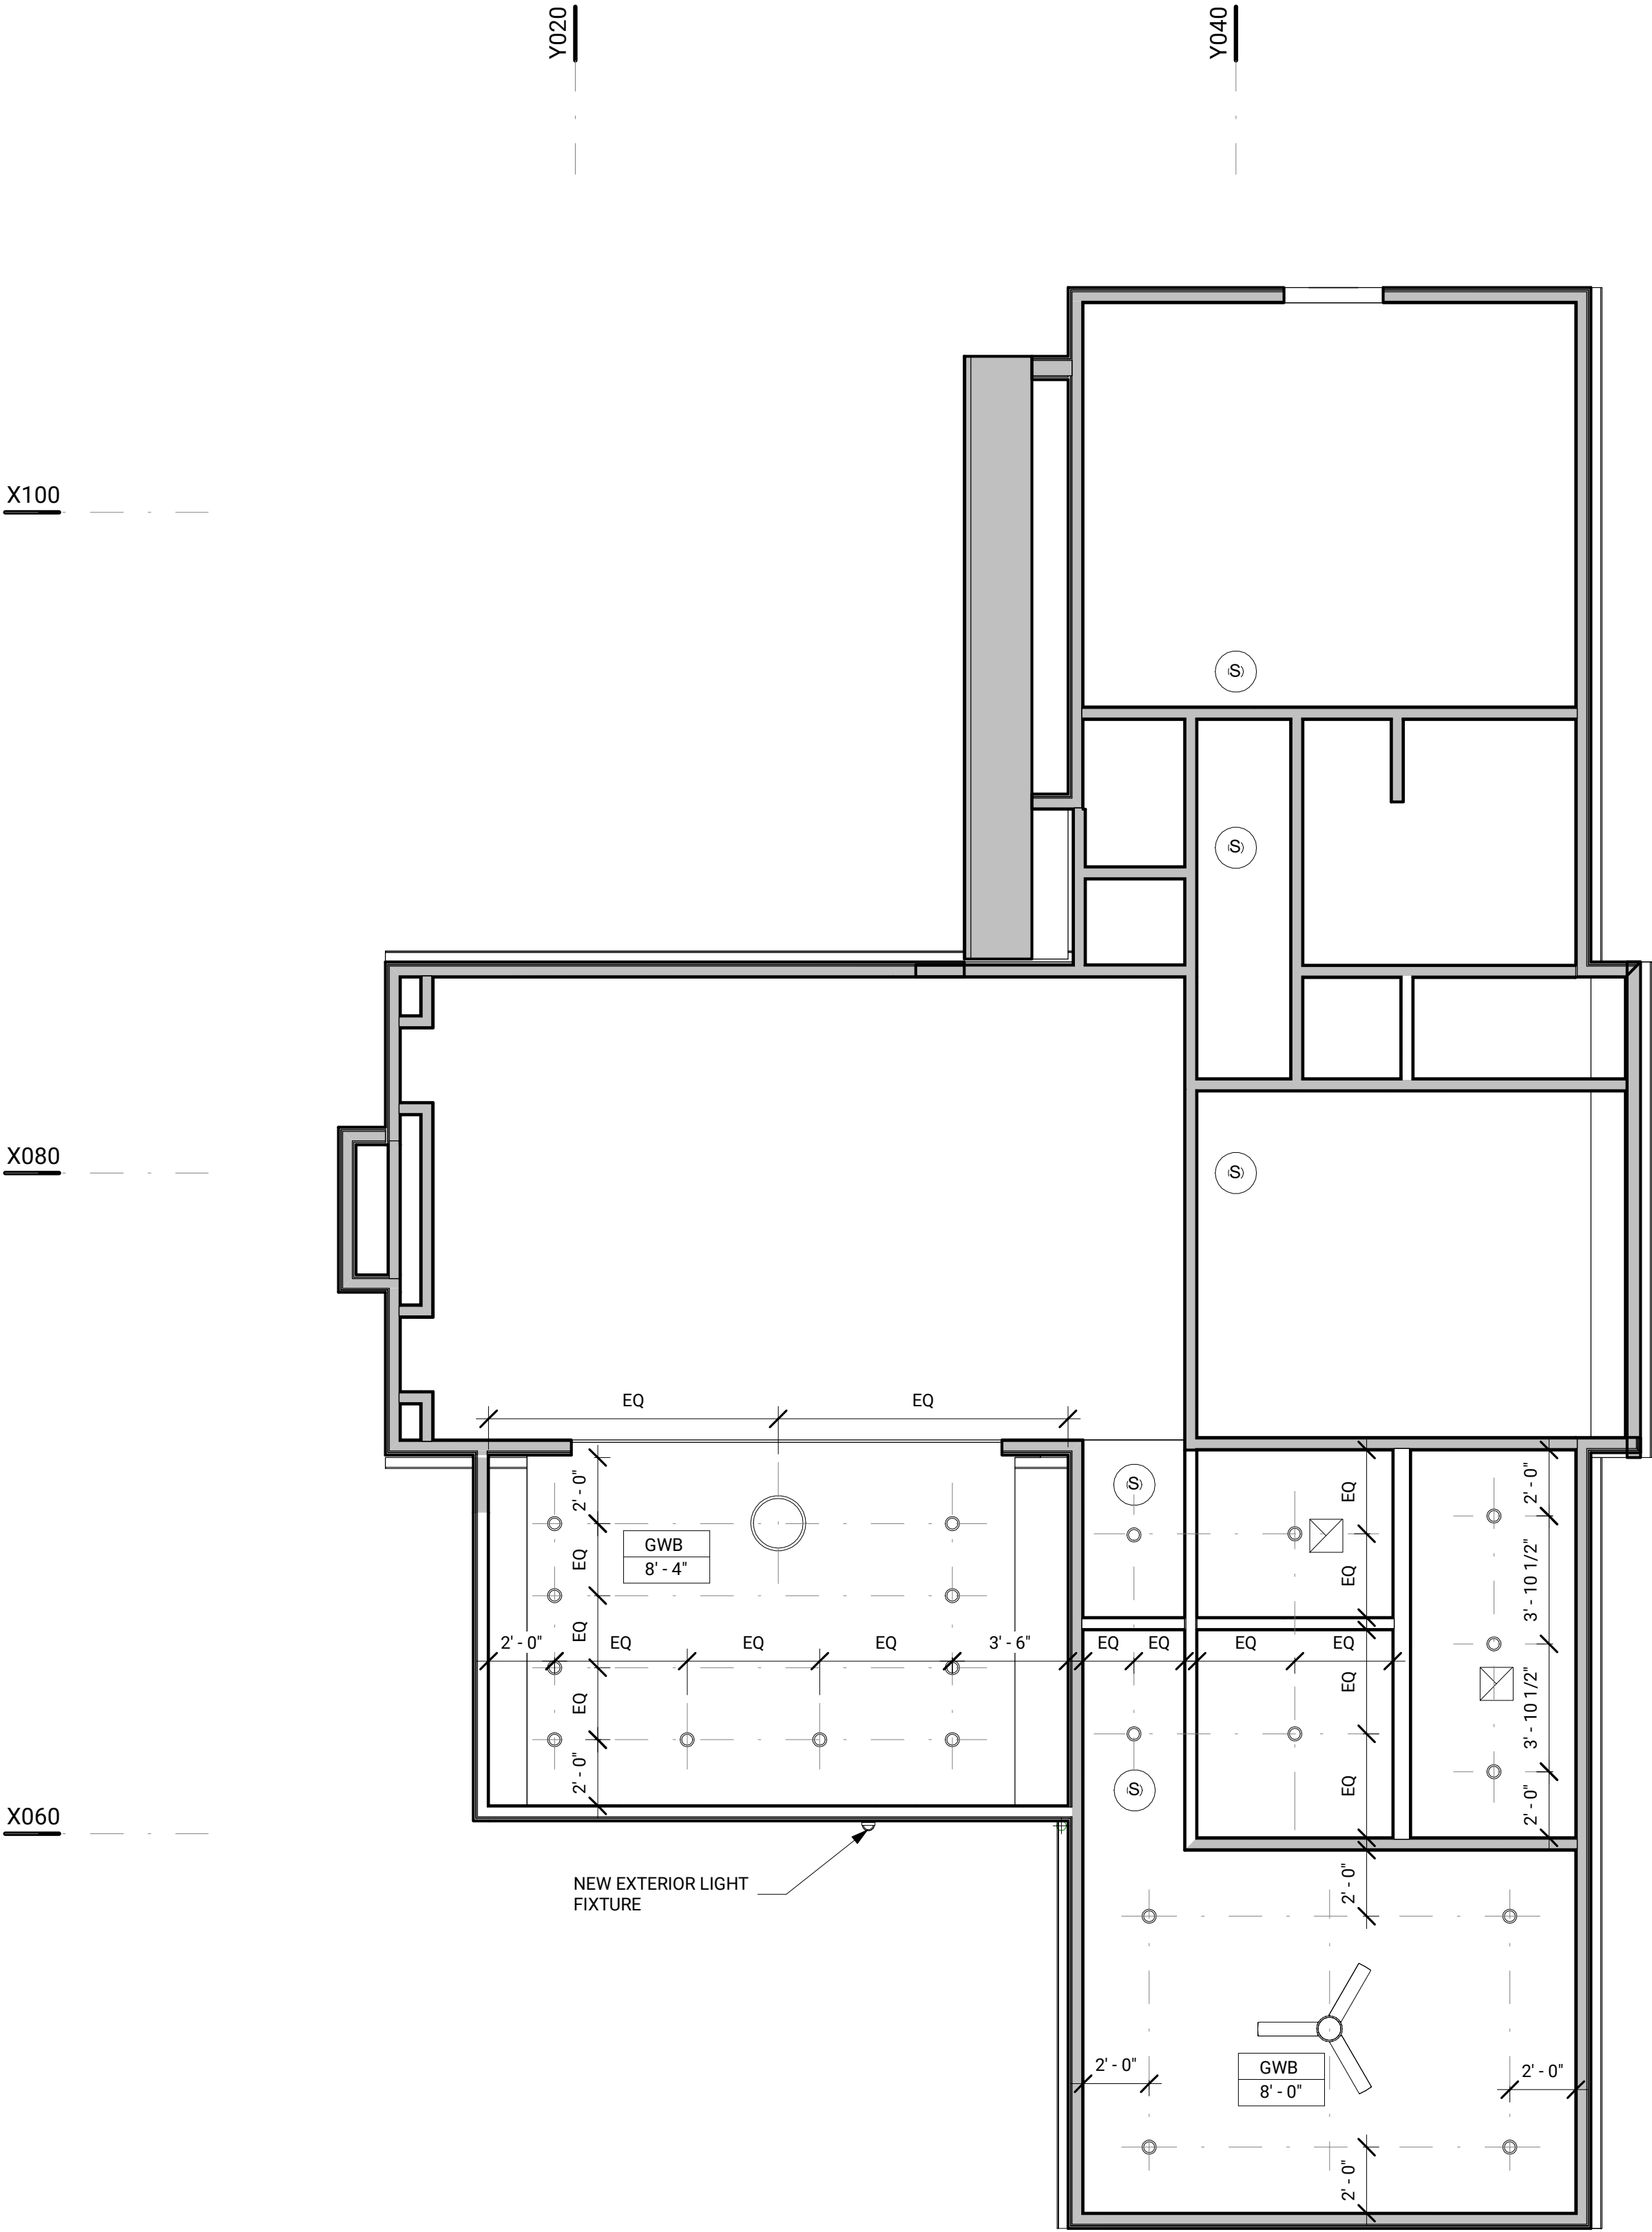 Y020
Y040
X100
S
S
X080
S
EQ
EQ
S
2' - 0"
EQ
2' - 0"
GWB
8' - 4"
EQ
EQ
3' - 10 1/2"
2' - 0"
EQ
EQ
EQ
EQ
3' - 6"
EQ
EQ
EQ
EQ
EQ
EQ
3' - 10 1/2"
2' - 0"
S
EQ
2' - 0"
X060
NEW EXTERIOR LIGHT
FIXTURE
2' - 0"
2' - 0"
GWB
8' - 0"
2' - 0"
2' - 0"